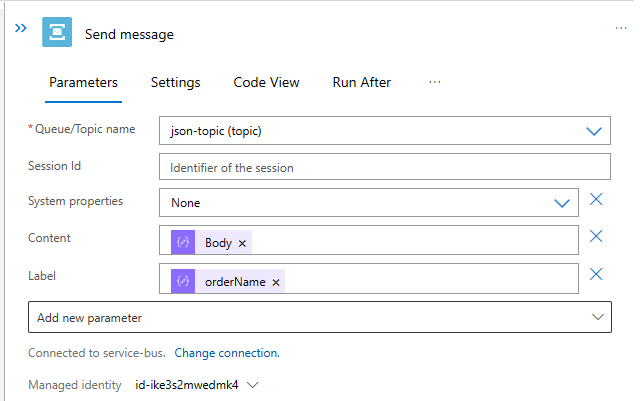 Send message
Parameters Settings Code View Run After ...
* Queue/Topic name json-topic (topic)
Session Id Identifier of the session
System properties None
Content Body ×
Label orderName ×
Add new parameter
Connected to service-bus. Change connection.
Managed identity id-ike3s2mwedmk4